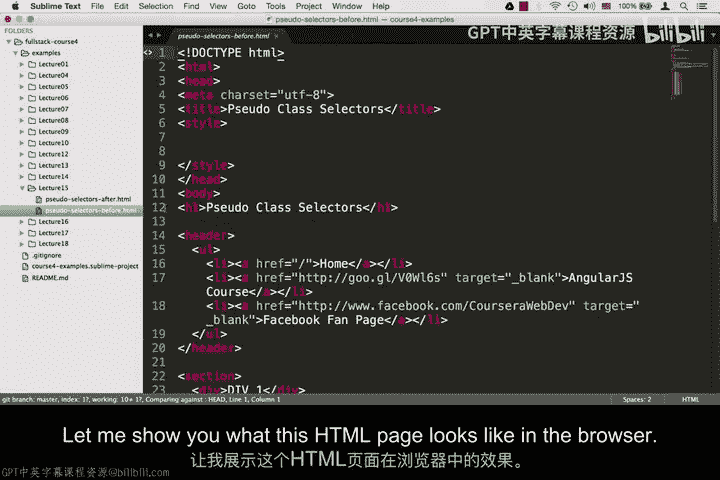 Sublime Text File Edit Selection Find View Goto Tools Project Window Help 100%
pseudo-selectors-before.html — course4-examples
GPT中英字幕课程资源 bilibili
FOLDERS
fullstack-course4
examples
Lecture01
Lecture04
Lecture05
Lecture06
Lecture07
Lecture08
Lecture09
Lecture10
Lecture12
Lecture13
Lecture14
Lecture15
pseudo-selectors-after.html
pseudo-selectors-before.html
Lecture16
Lecture17
Lecture18
.gitignore
course4-examples.sublime-project
README.md
pseudo-selectors-before.html
1 <!DOCTYPE html>
2 <html>
3 <head>
4 <meta charset="utf-8">
5 <title>Pseudo Class Selectors</title>
6 <style>
7
8
9 </style>
10 </head>
11 <body>
12 <h1>Pseudo Class Selectors</h1>
13
14 <header>
15 <ul>
16 <li><a href="/">Home</a></li>
17 <li><a href="http://goo.gl/V0Wl6s" target="_blank">AngularJS
Course</a></li>
18 <li><a href="http://www.facebook.com/CourseraWebDev" target="
_blank">Facebook Fan Page</a></li>
19 </ul>
20 </header>
21
22 <section>
23 <div>DIV 1</div>
Spaces: 2 HTML
Let me show you what this HTML page looks like in the browser.
让我展示这个HTML页面在浏览器中的效果。
GPT中英字幕课程资源@bilibili.com